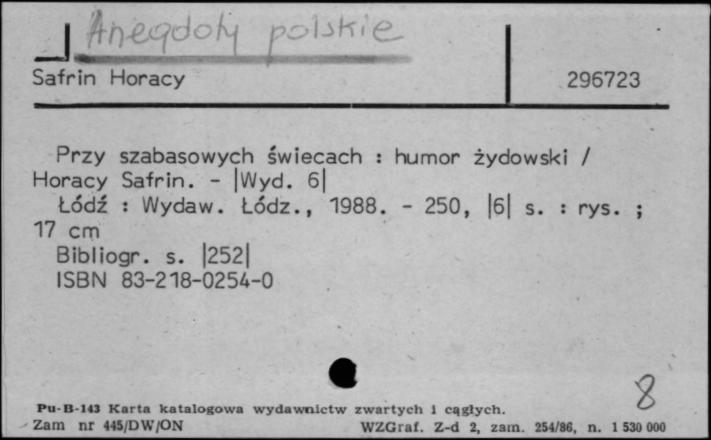 Anegdoty polskie
Safrin Horacy 296723
Przy szabasowych świecach : humor żydowski /
Horacy Safrin. - |Wyd. 6|
Łódź : Wydaw. Łódz., 1988. - 250, |6| s. : rys. ;
17 cm
Bibliogr. s. |252|
ISBN 83-218-0254-0
8
Pu-B-143 Karta katalogowa wydawnictw zwartych i ciągłych.
Zam nr 445/DW/ON WZGraf. Z-d 2, zam. 254/86, n. 1 530 000